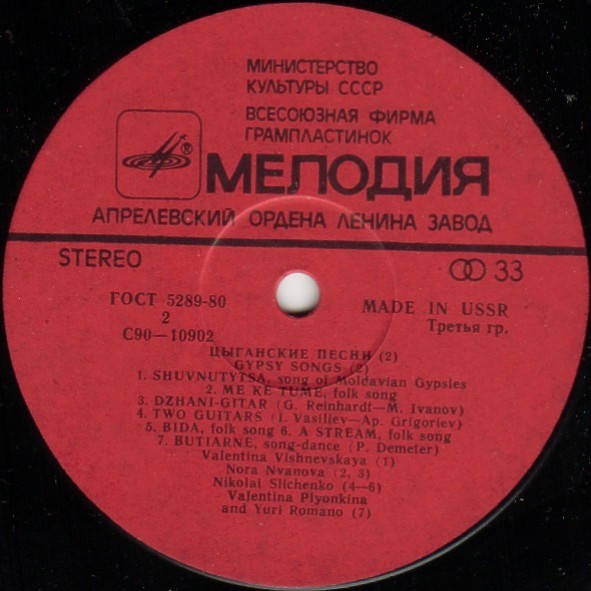 МИНИСТЕРСТВО
КУЛЬТУРЫ СССР
ВСЕСОЮЗНАЯ ФИРМА
ГРАМПЛАСТИНОК
®
МЕЛОДИЯ
АПРЕЛЕВСКИЙ ОРДЕНА ЛЕНИНА ЗАВОД
STEREO
33
ГОСТ 5289-80
MADE IN USSR
2
Третья гр.
С90—10902
ЦЫГАНСКИЕ ПЕСНИ (2)
GYPSY SONGS (2)
1. SHUVNUTYTSA, song of Moldavian Gypsies
2. ME KE TUME, folk song
3. DZHANI-GITAR (G. Reinhardt—M. Ivanov)
4. TWO GUITARS (I. Vasiliev—Ap. Grigoriev)
5. BIDA, folk song 6. A STREAM, folk song
7. BUTIARNE, song-dance (P. Demeter)
Valentina Vishnevskaya (1)
Nora Nvanova (2, 3)
Nikolai Slichenko (4—6)
Valentina Plyonkina
and Yuri Romano (7)